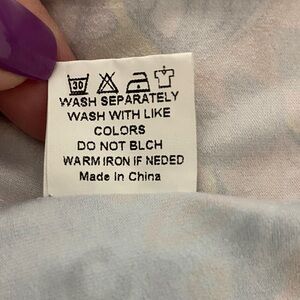 30
WASH SEPARATELY
WASH WITH LIKE
COLORS
DO NOT BLCH
WARM IRON IF NEDED
Made In China